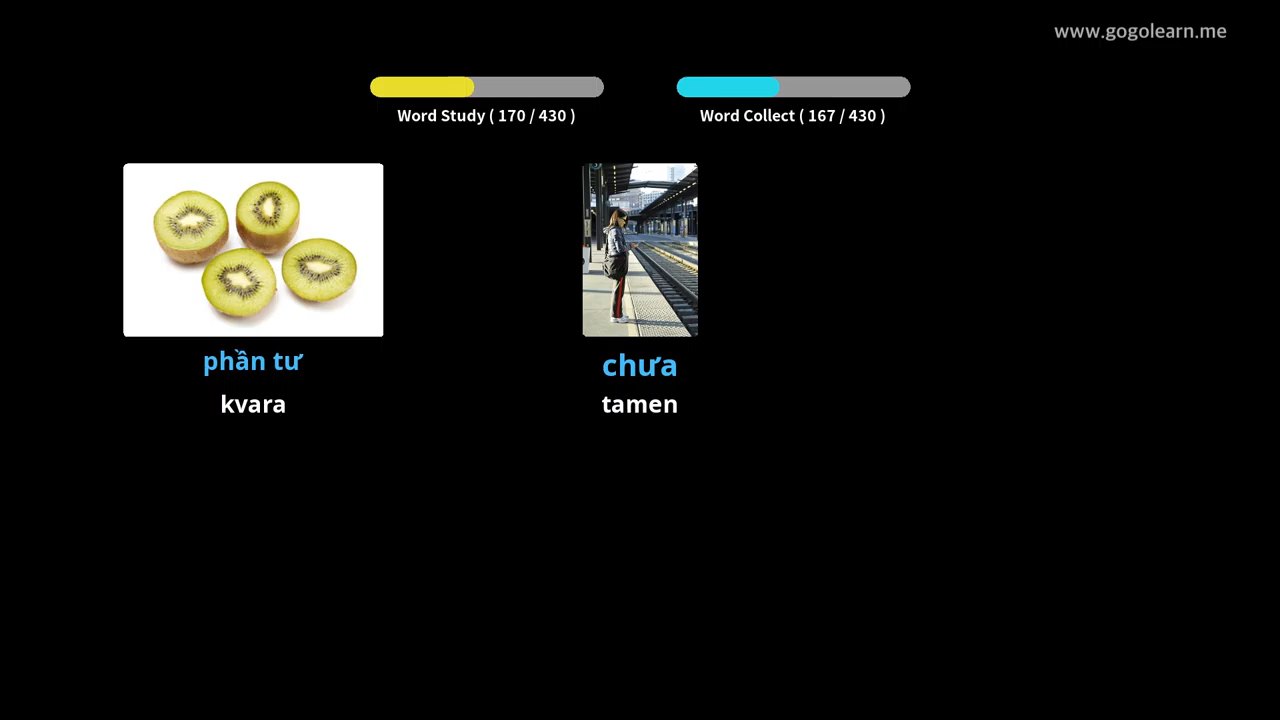 www.gogolearn.me
Word Study ( 170 / 430 )
Word Collect ( 167 / 430 )
phần tư
kvara
chưa
tamen